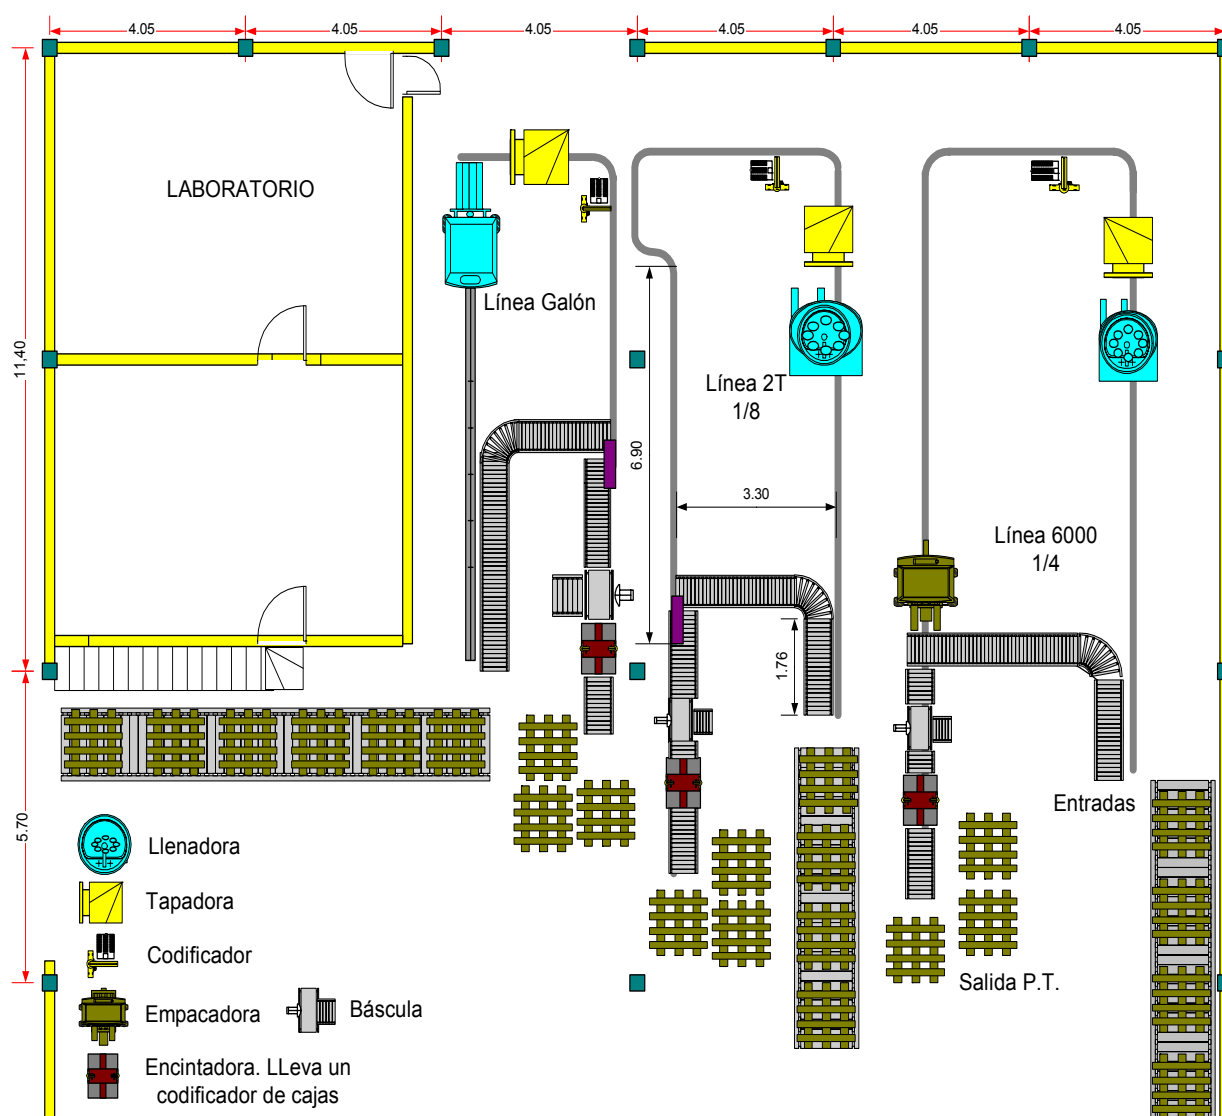 4.05
4.05
4.05
4.05
4.05
4.05
LABORATORIO
11,40
Línea Galón
Línea 2T
1/8
6.90
3.30
Línea 6000
1/4
1.76
5.70
Entradas
Llenadora
Tapadora
Codificador
Salida P.T.
Empacadora
Báscula
Encintadora. LLeva un
codificador de cajas